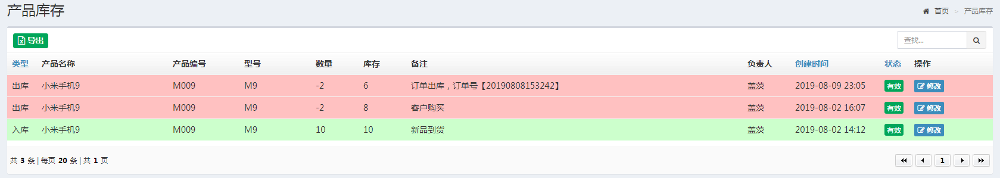 产品库存
首页 > 产品库存
导出
查找...
类型 产品名称 产品编号 型号 数量 库存 备注 负责人 创建时间 状态 操作
出库 小米手机9 M009 M9 -2 6 订单出库，订单号【20190808153242】 盖茨 2019-08-09 23:05 有效 修改
出库 小米手机9 M009 M9 -2 8 客户购买 盖茨 2019-08-02 16:07 有效 修改
入库 小米手机9 M009 M9 10 10 新品到货 盖茨 2019-08-02 14:12 有效 修改
共 3 条 | 每页 20 条 | 共 1 页
1